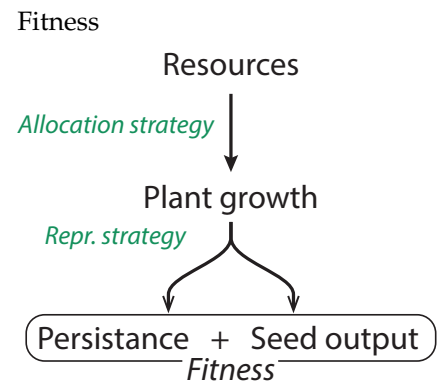 Fitness
Resources
Allocation strategy
Plant growth
Repr. strategy
Persistance + Seed output
Fitness